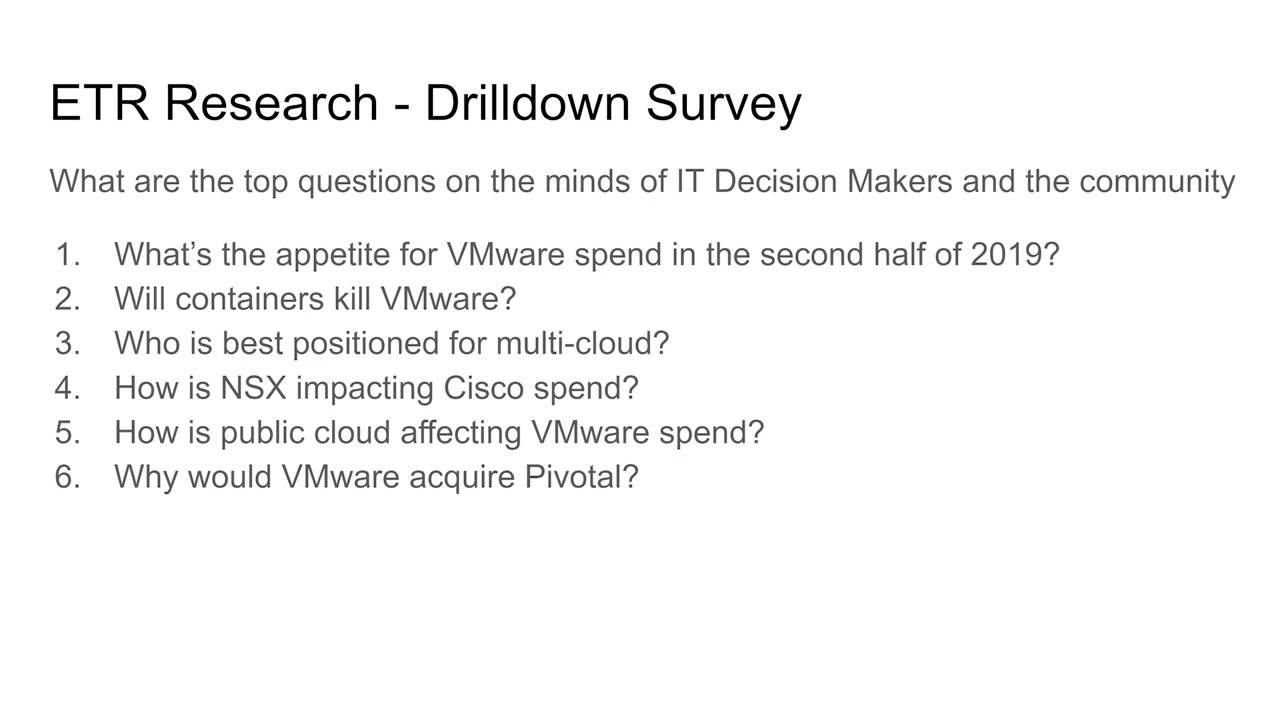 ETR Research - Drilldown Survey
What are the top questions on the minds of IT Decision Makers and the community
1. What’s the appetite for VMware spend in the second half of 2019?
2. Will containers kill VMware?
3. Who is best positioned for multi-cloud?
4. How is NSX impacting Cisco spend?
5. How is public cloud affecting VMware spend?
6. Why would VMware acquire Pivotal?